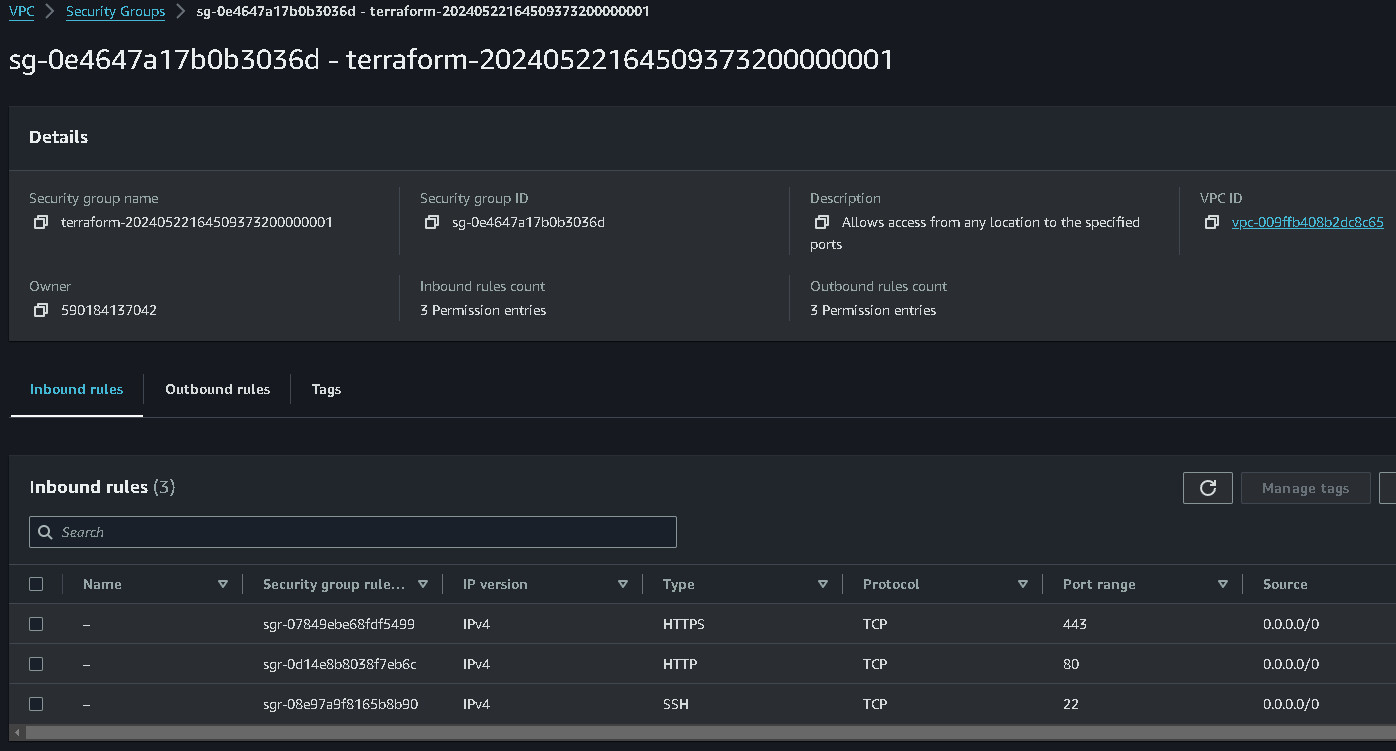 VPC > Security Groups > sg-0e4647a17b0b3036d - terraform-20240522164509373200000001
sg-0e4647a17b0b3036d - terraform-20240522164509373200000001
Details
Security group name
terraform-20240522164509373200000001
Security group ID
sg-0e4647a17b0b3036d
Description
Allows access from any location to the specified
ports
VPC ID
vpc-009ffb408b2dc8c65
Owner
590184137042
Inbound rules count
3 Permission entries
Outbound rules count
3 Permission entries
Inbound rules Outbound rules Tags
Inbound rules (3)
Manage tags
Search
Name Security group rule... IP version Type Protocol Port range Source
– sgr-07849ebe68fdf5499 IPv4 HTTPS TCP 443 0.0.0.0/0
– sgr-0d14e8b8038f7eb6c IPv4 HTTP TCP 80 0.0.0.0/0
– sgr-08e97a9f8165b8b90 IPv4 SSH TCP 22 0.0.0.0/0